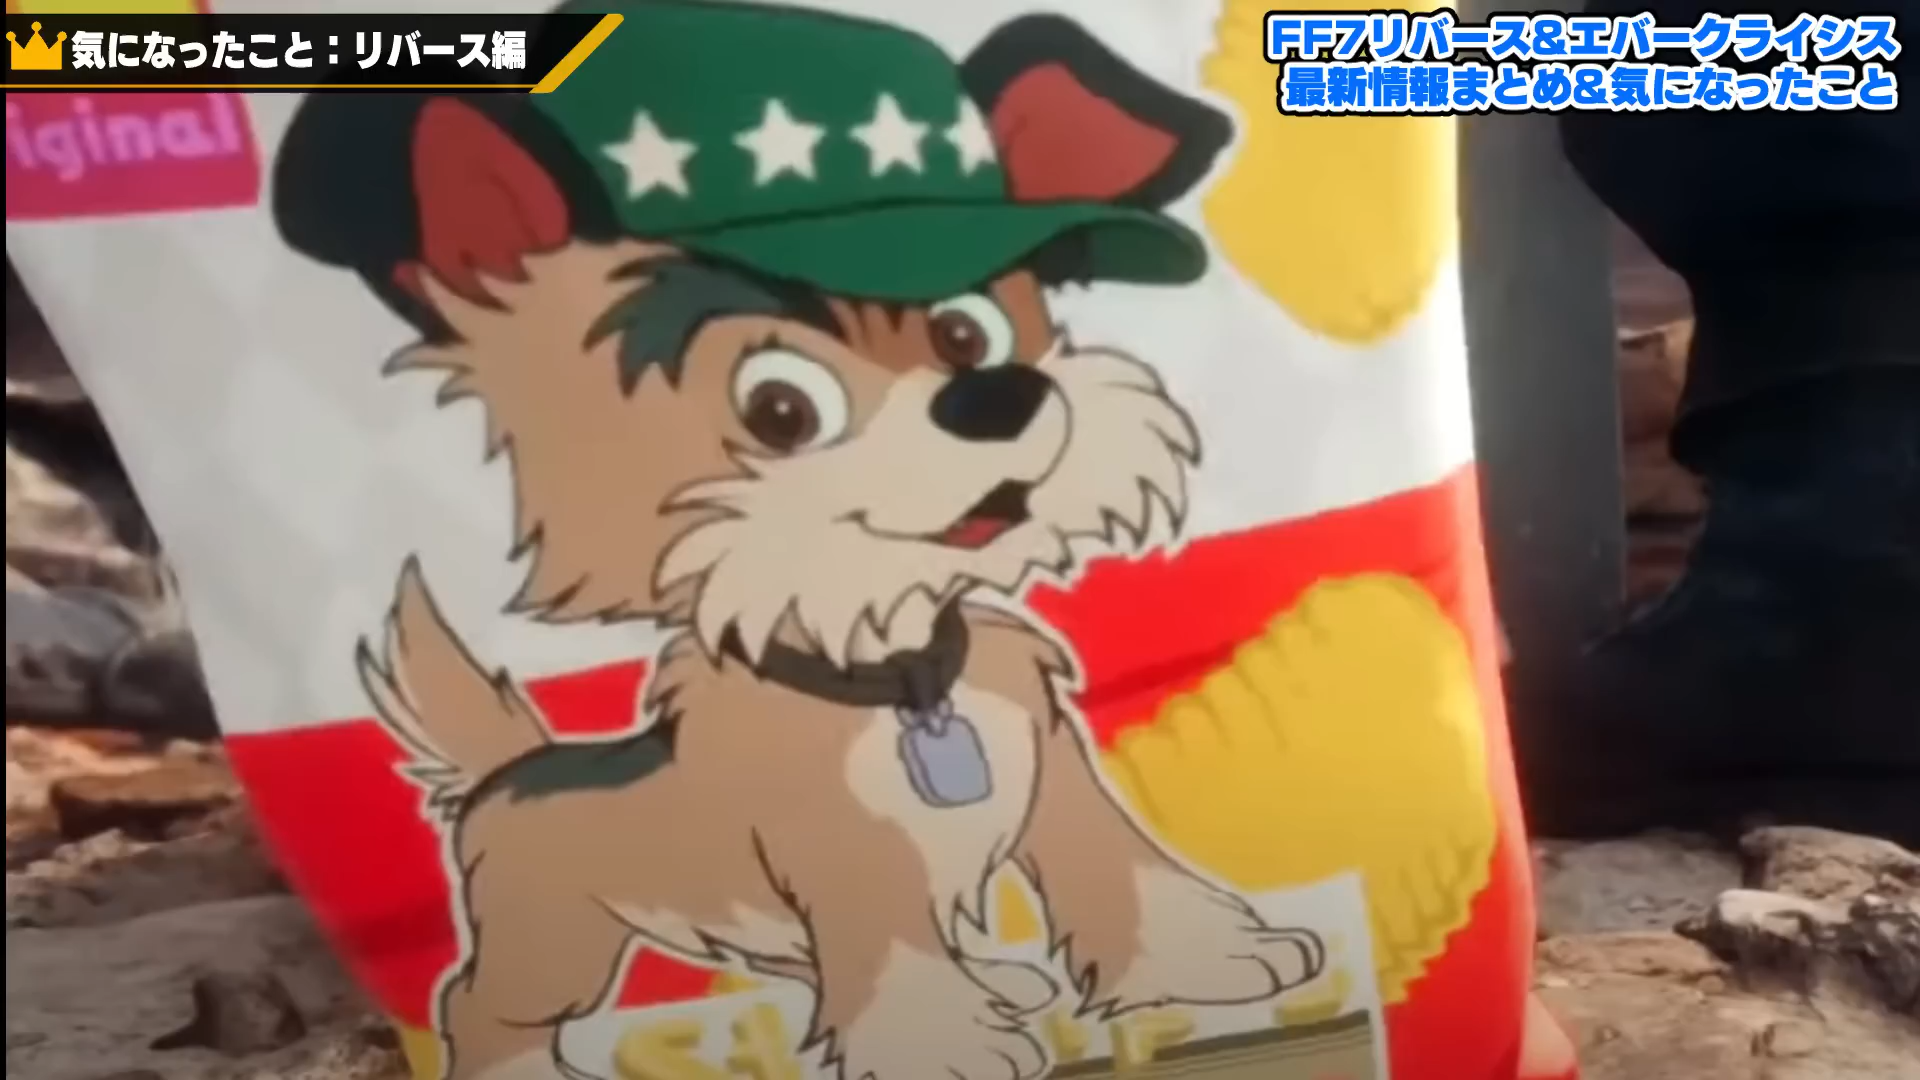 気になったこと：リバース編
FF7リバース&エバークライシス
最新情報まとめ&気になったこと
iginal